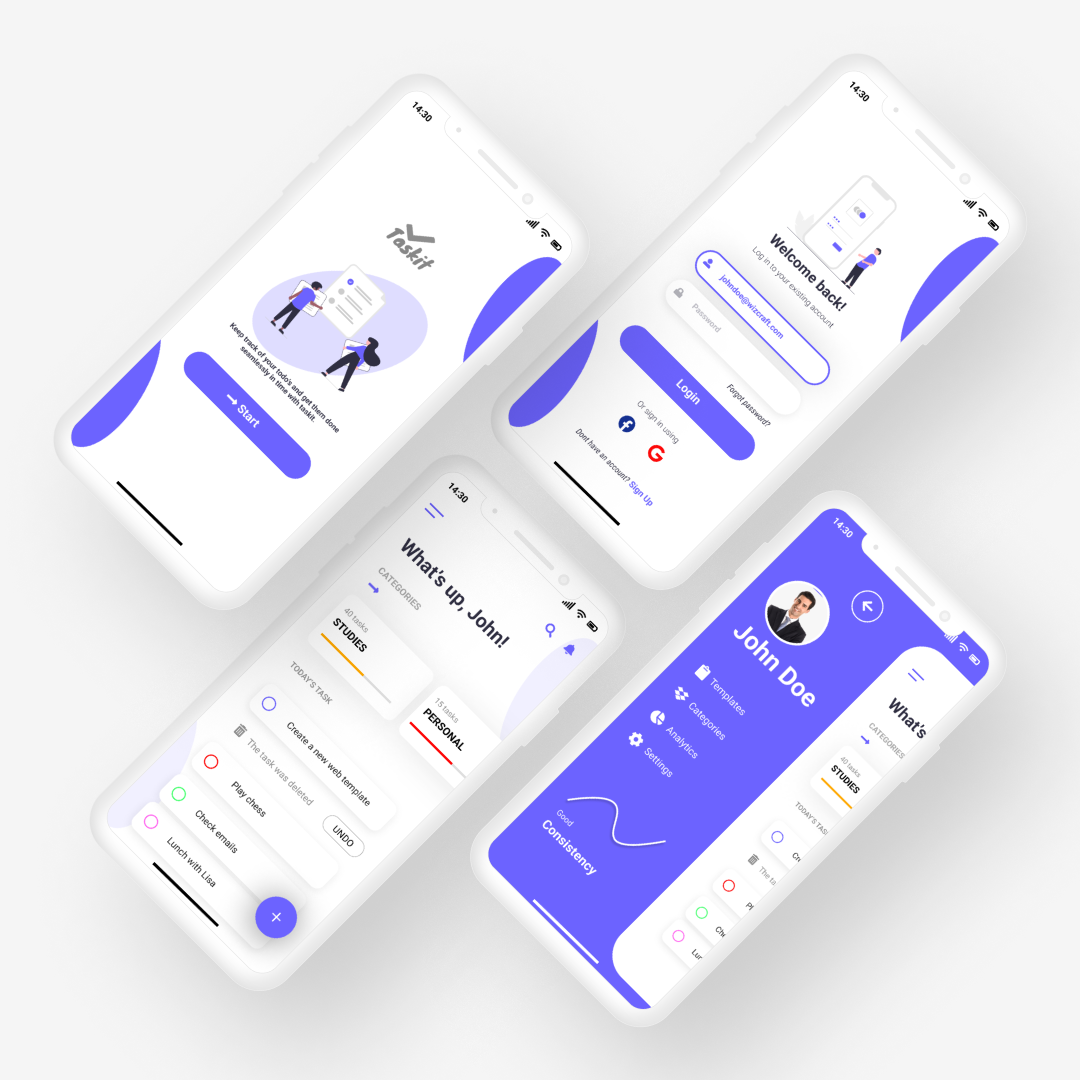 14:30
Taskit
Keep track of your todo's and get them done
seamlessly in time with taskit.
Start
14:30
Welcome back!
Log in to your existing account
johndoe@wizcraft.com
Password
Forgot password?
Login
Or sign in using
Dont have an account? Sign Up
14:30
What's up, John!
CATEGORIES
40 tasks
STUDIES
15 tasks
PERSONAL
TODAY'S TASK
Create a new web template
The task was deleted
UNDO
Play chess
Check emails
Lunch with Lisa
14:30
John Doe
Templates
Categories
Analytics
Settings
Good
Consistency
What's
CATEGORIES
40 tasks
STUDIES
TODAY'S TAS
Cr
The ta
Pl
Che
Lun